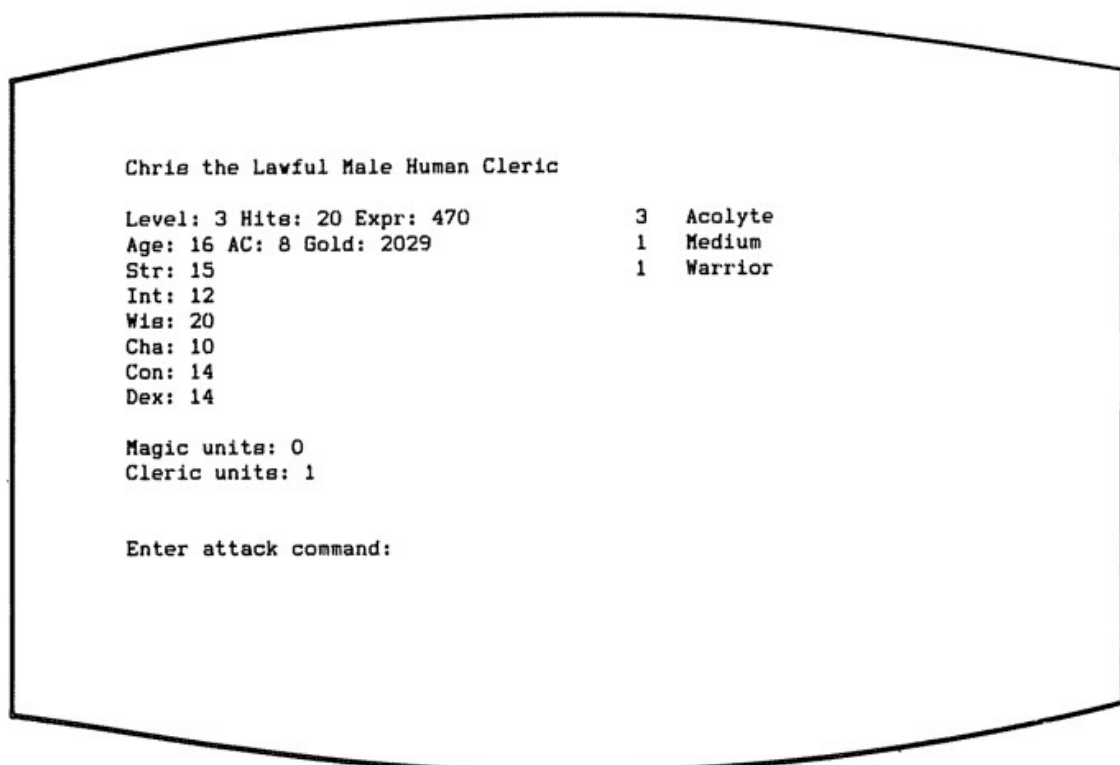 Chris the Lawful Male Human Cleric
Level: 3 Hits: 20 Expr: 470 3 Acolyte
Age: 16 AC: 8 Gold: 2029 1 Medium
Str: 15 1 Warrior
Int: 12
Wis: 20
Cha: 10
Con: 14
Dex: 14
Magic units: 0
Cleric units: 1
Enter attack command: